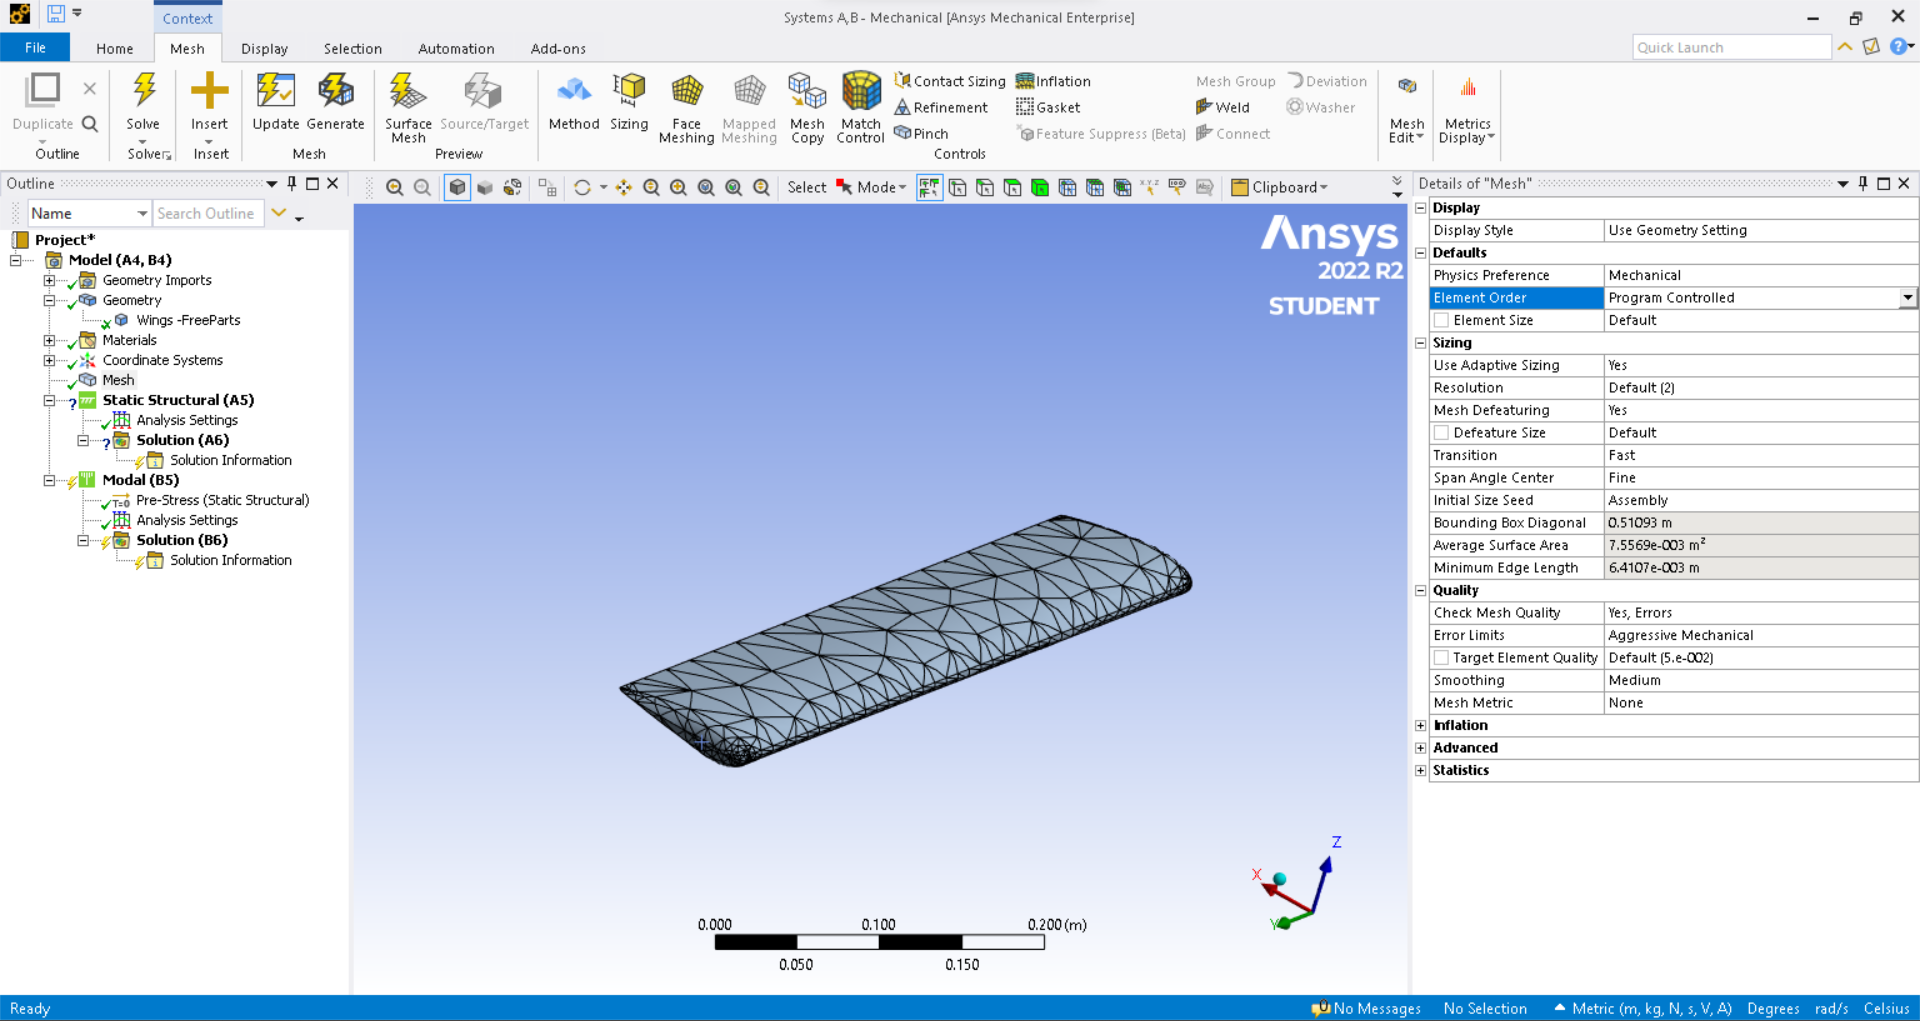 Context
Systems A,B - Mechanical [Ansys Mechanical Enterprise]
File Home Mesh Display Selection Automation Add-ons
Quick Launch
Duplicate
Outline
Solve
Solver
Insert
Insert
Update Generate
Mesh
Surface Mesh Source/Target
Preview
Method Sizing Face Meshing Mapped Meshing Mesh Copy Match Control
Contact Sizing Inflation Mesh Group Deviation
Refinement Gasket Weld Washer
Pinch Feature Suppress (Beta) Connect
Controls
Mesh Edit
Metrics Display
Outline
Name Search Outline
Select Mode Clipboard
Project*
Model (A4, B4)
Geometry Imports
Geometry
Wings -FreeParts
Materials
Coordinate Systems
Mesh
Static Structural (A5)
Analysis Settings
Solution (A6)
Solution Information
Modal (B5)
T=0 Pre-Stress (Static Structural)
Analysis Settings
Solution (B6)
Solution Information
Ansys
2022 R2
STUDENT
Z
X
Y
0.000 0.100 0.200 (m)
0.050 0.150
Details of "Mesh"
Display
Display Style Use Geometry Setting
Defaults
Physics Preference Mechanical
Element Order Program Controlled
Element Size Default
Sizing
Use Adaptive Sizing Yes
Resolution Default (2)
Mesh Defeaturing Yes
Defeature Size Default
Transition Fast
Span Angle Center Fine
Initial Size Seed Assembly
Bounding Box Diagonal 0.51093 m
Average Surface Area 7.5569e-003 m²
Minimum Edge Length 6.4107e-003 m
Quality
Check Mesh Quality Yes, Errors
Error Limits Aggressive Mechanical
Target Element Quality Default (5.e-002)
Smoothing Medium
Mesh Metric None
Inflation
Advanced
Statistics
Ready No Messages No Selection Metric (m, kg, N, s, V, A) Degrees rad/s Celsius